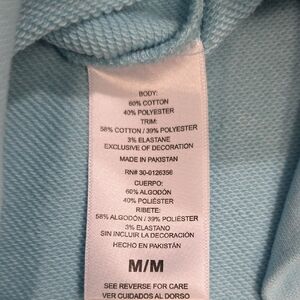 BODY:
60% COTTON
40% POLYESTER
TRIM:
58% COTTON / 39% POLYESTER
3% ELASTANE
EXCLUSIVE OF DECORATION
MADE IN PAKISTAN
RN# 30-0126356
CUERPO:
60% ALGODÓN
40% POLIÉSTER
RIBETE:
58% ALGODÓN / 39% POLIÉSTER
3% ELASTANO
SIN INCLUIR LA DECORACIÓN
HECHO EN PAKISTÁN
M/M
SEE REVERSE FOR CARE
VER CUIDADOS AL DORSO